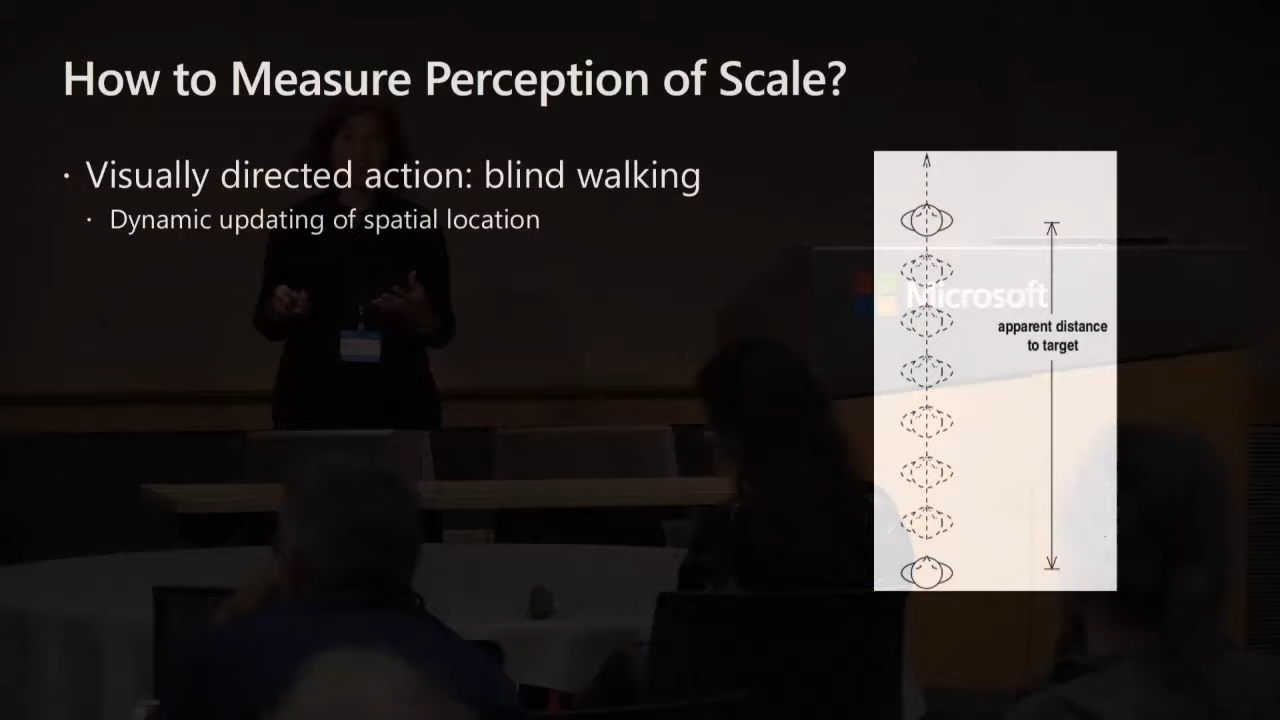 How to Measure Perception of Scale?
· Visually directed action: blind walking
· Dynamic updating of spatial location
Microsoft
apparent distance
to target